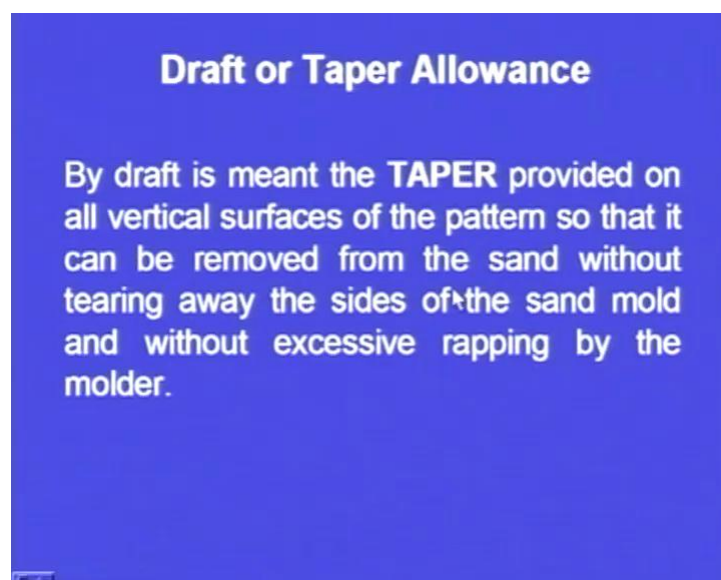 Draft or Taper Allowance
By draft is meant the TAPER provided on
all vertical surfaces of the pattern so that it
can be removed from the sand without
tearing away the sides of the sand mold
and without excessive rapping by the
molder.